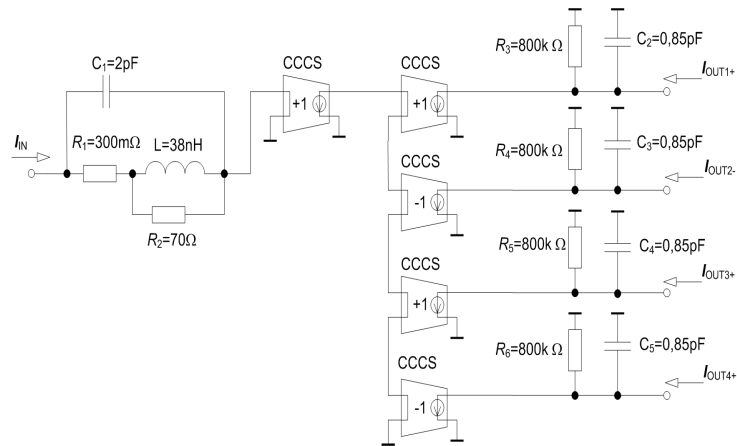 C1=2pF
R1=300mΩ
L=38nH
R2=70Ω
IIN
CCCS
+1
CCCS
+1
R3=800k Ω
C2=0,85pF
IOUT1+
CCCS
-1
R4=800k Ω
C3=0,85pF
IOUT2-
CCCS
+1
R5=800k Ω
C4=0,85pF
IOUT3+
CCCS
-1
R6=800k Ω
C5=0,85pF
IOUT4+